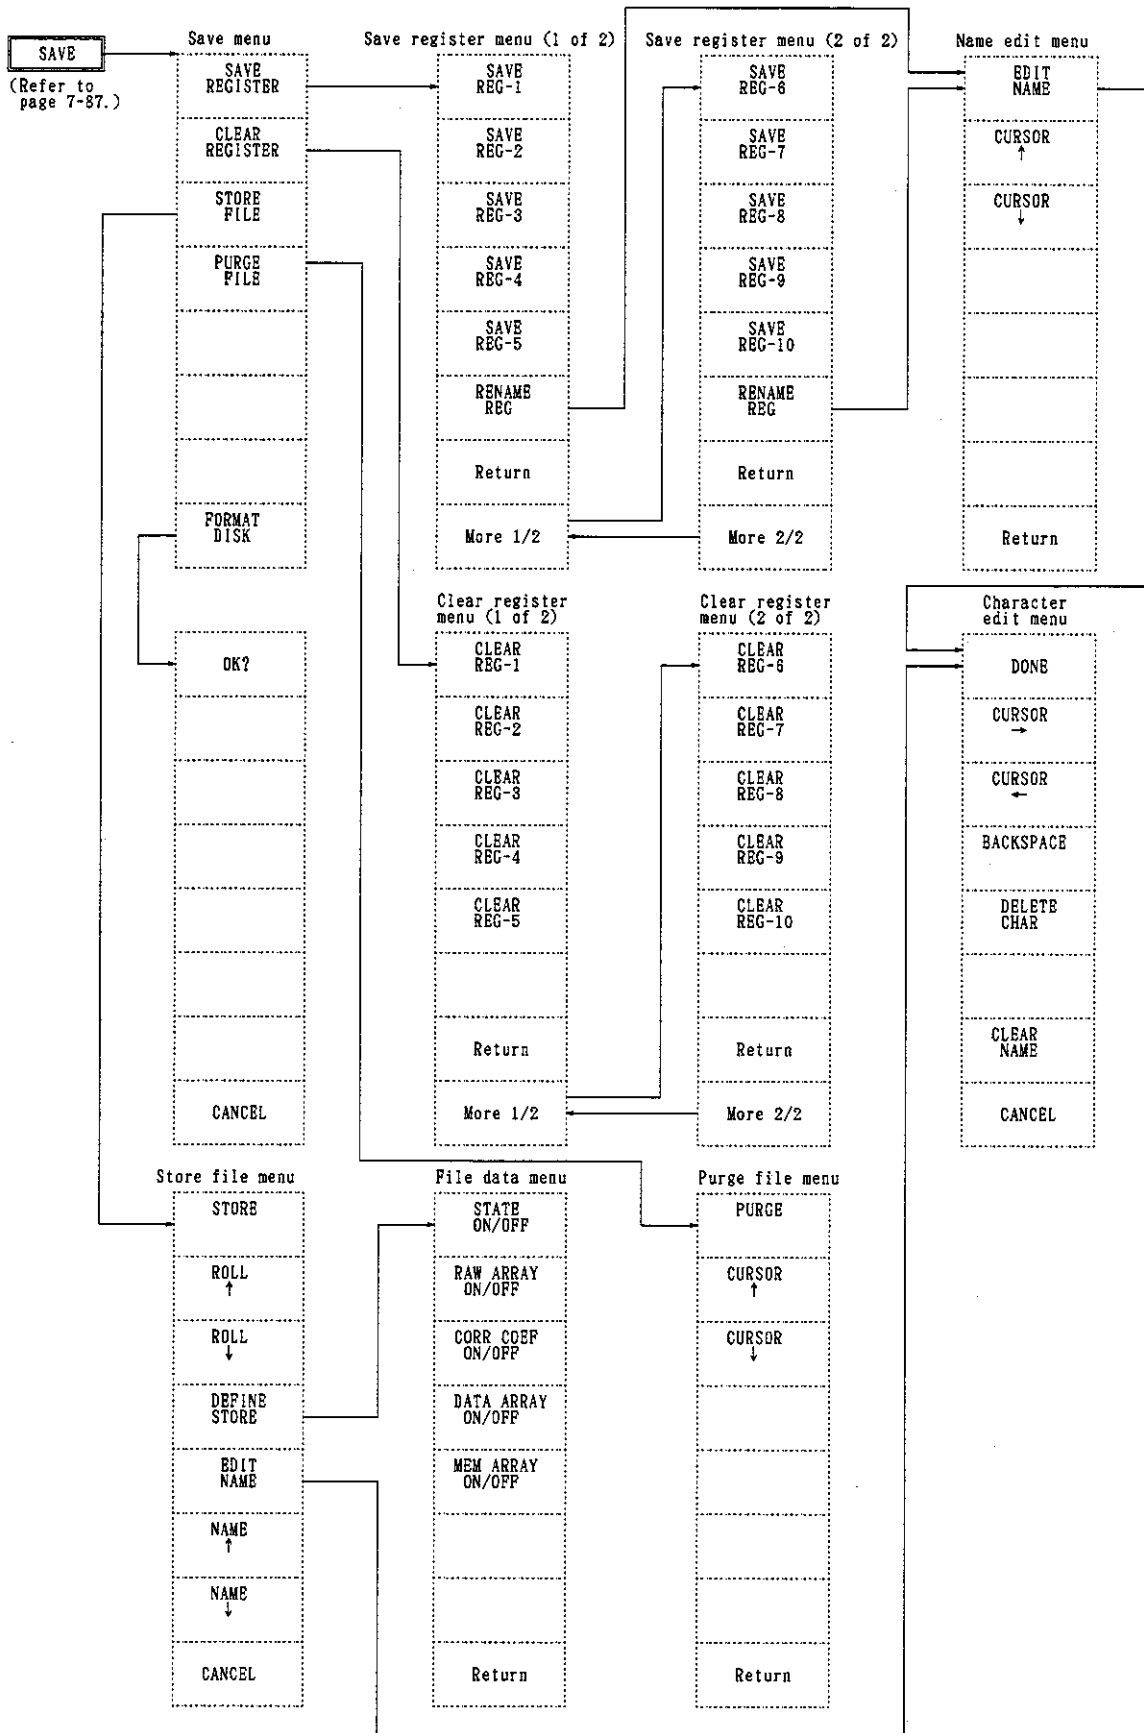 SAVE
(Refer to
page 7-87.)
Save menu
SAVE
REGISTER
CLEAR
REGISTER
STORE
FILE
PURGE
FILE
FORMAT
DISK
OK?
CANCEL
Save register menu (1 of 2)
SAVE
REG-1
SAVE
REG-2
SAVE
REG-3
SAVE
REG-4
SAVE
REG-5
RENAME
REG
Return
More 1/2
Save register menu (2 of 2)
SAVE
REG-6
SAVE
REG-7
SAVE
REG-8
SAVE
REG-9
SAVE
REG-10
RENAME
REG
Return
More 2/2
Name edit menu
EDIT
NAME
CURSOR
↑
CURSOR
↓
Return
Clear register
menu (1 of 2)
CLEAR
REG-1
CLEAR
REG-2
CLEAR
REG-3
CLEAR
REG-4
CLEAR
REG-5
Return
More 1/2
Clear register
menu (2 of 2)
CLEAR
REG-6
CLEAR
REG-7
CLEAR
REG-8
CLEAR
REG-9
CLEAR
REG-10
Return
More 2/2
Character
edit menu
DONE
CURSOR
→
CURSOR
←
BACKSPACE
DELETE
CHAR
CLEAR
NAME
CANCEL
Store file menu
STORE
ROLL
↑
ROLL
↓
DEFINE
STORE
EDIT
NAME
NAME
↑
NAME
↓
CANCEL
File data menu
STATE
ON/OFF
RAW ARRAY
ON/OFF
CORR COEF
ON/OFF
DATA ARRAY
ON/OFF
MEM ARRAY
ON/OFF
Return
Purge file menu
PURGE
CURSOR
↑
CURSOR
↓
Return